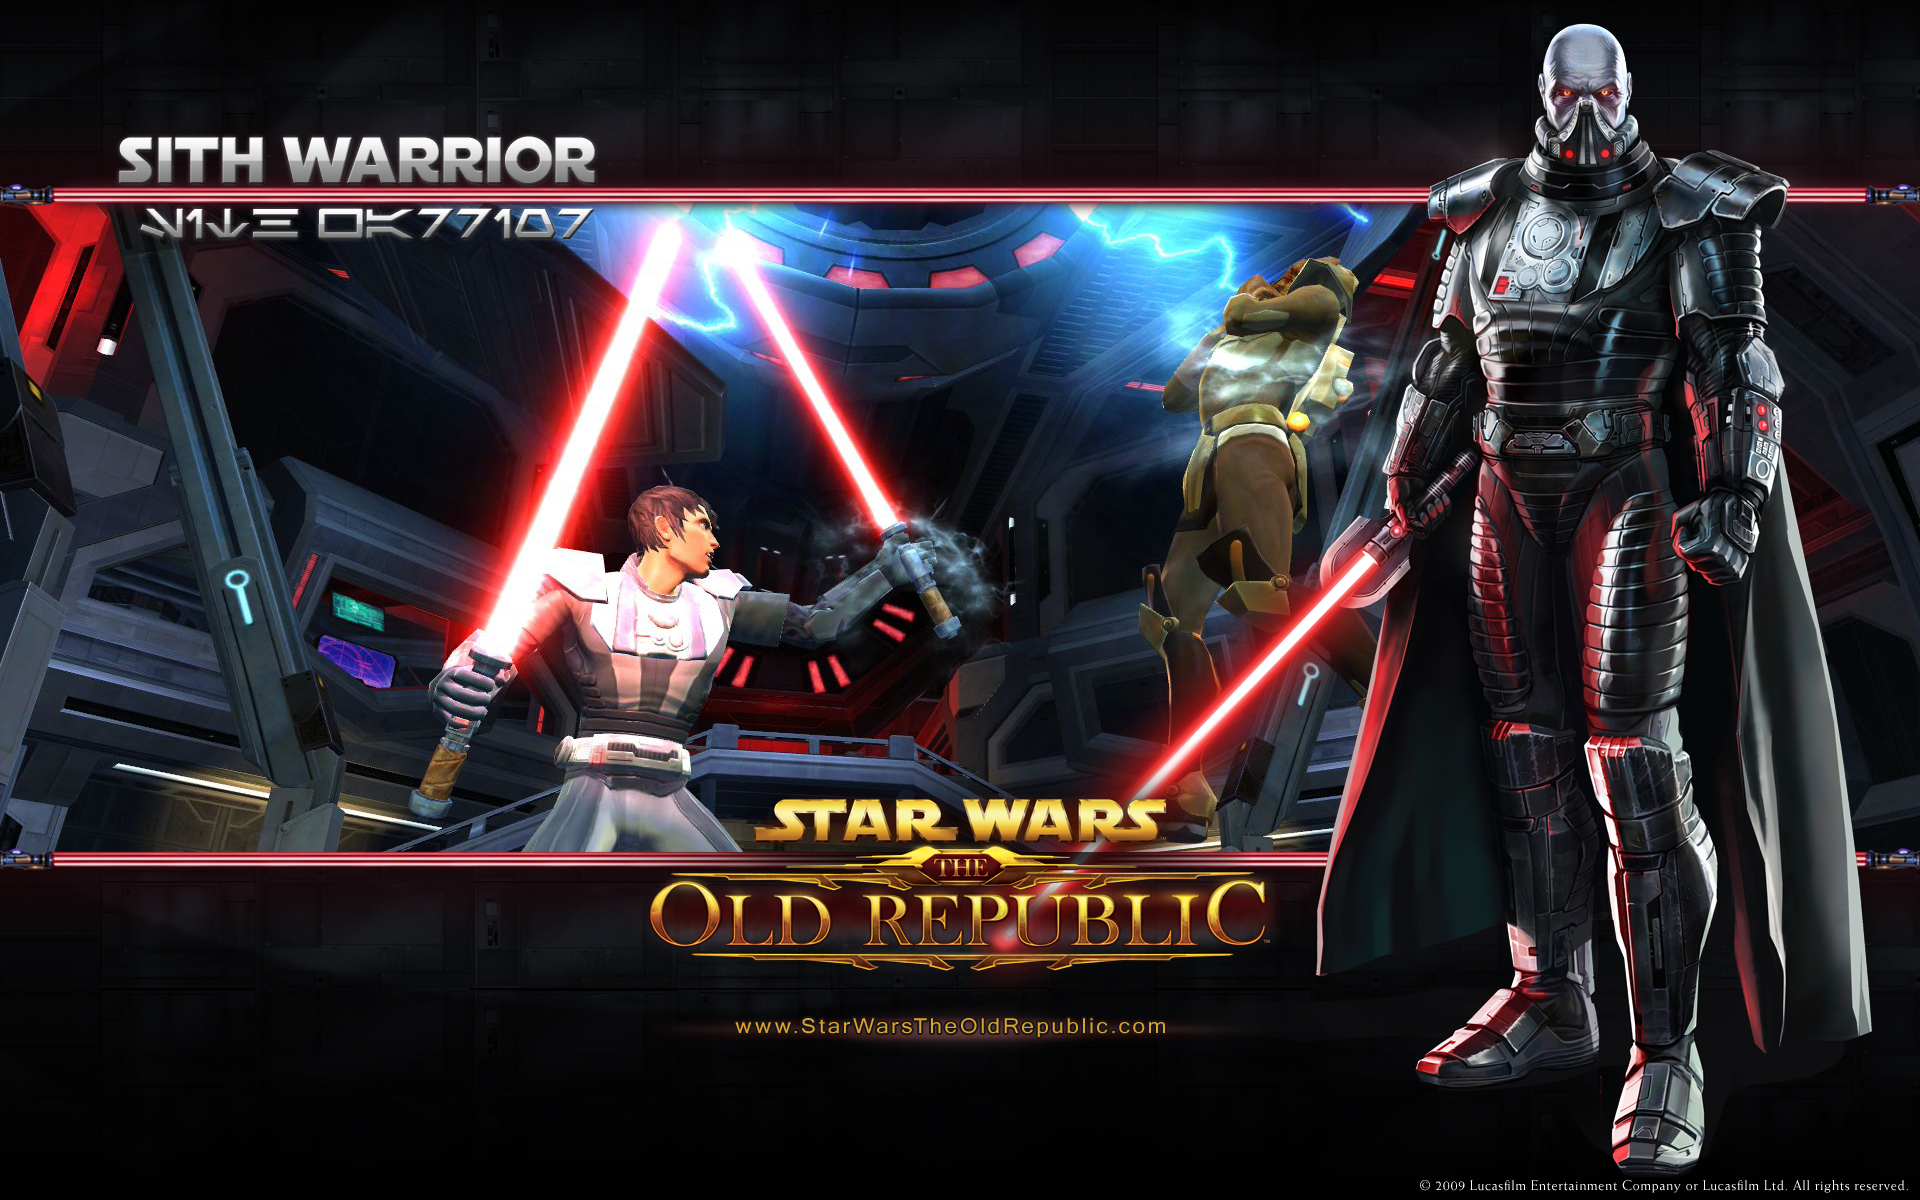 SITH WARRIOR
STAR WARS
THE
OLD REPUBLIC™
www.StarWarsTheOldRepublic.com
© 2009 Lucasfilm Entertainment Company or Lucasfilm Ltd. All rights reserved.